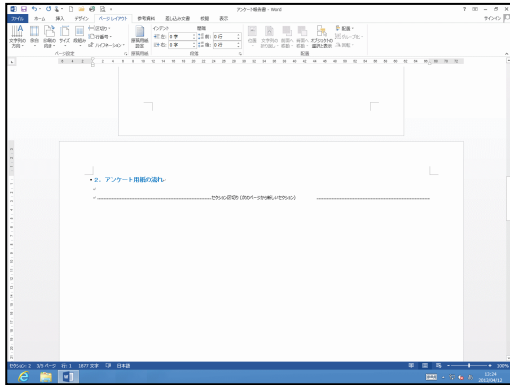 アンケート報告書 - Word
サインイン
ファイル ホーム 挿入 デザイン ページ レイアウト 参考資料 差し込み文書 校閲 表示
文字列の方向 余白 印刷の向き サイズ 段組み
区切り
行番号
ハイフネーション
原稿用紙設定
インデント 間隔
左: 0 字 前: 0 行
右: 0 字 後: 0 行
位置 文字列の折り返し 前面へ移動 背面へ移動 オブジェクトの選択と表示
配置
グループ化
回転
ページ設定 原稿用紙 段落 配置
2. アンケート用紙の流れ
セクション区切り (次のページから新しいセクション)
セクション: 2 3/5 ページ 行: 1 1877 文字 日本語
100%
13:24
2013/04/12